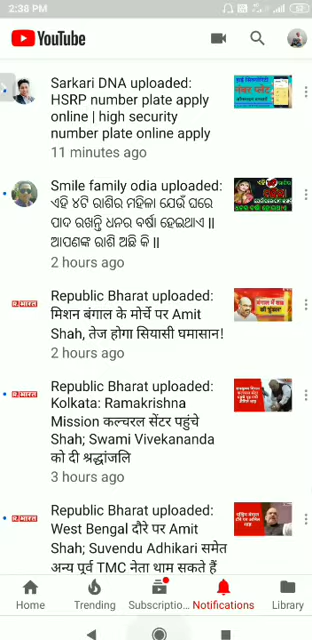 2:38 PM
YouTube
Sarkari DNA uploaded:
HSRP number plate apply
online | high security
number plate online apply
11 minutes ago
Smile family odia uploaded:
ଏହି ୪ଟି ରାଶିର ମହିଳା ଯେଉଁ ଘରେ
ପାଦ ରଖନ୍ତି ଧନର ବର୍ଷା ହେଇଥାଏ ||
ଆପଣଙ୍କ ରାଶି ଅଛି କି ||
2 hours ago
R.भारत
Republic Bharat uploaded:
मिशन बंगाल के मोर्चे पर Amit
Shah, तेज होगा सियासी घमासान!
2 hours ago
R.भारत
Republic Bharat uploaded:
Kolkata: Ramakrishna
Mission कल्चरल सेंटर पहुंचे
Shah; Swami Vivekananda
को दी श्रद्धांजलि
3 hours ago
R.भारत
Republic Bharat uploaded:
West Bengal दौरे पर Amit
Shah; Suvendu Adhikari समेत
अन्य पूर्व TMC नेता थाम सकते हैं
Home Trending Subscriptio... Notifications Library